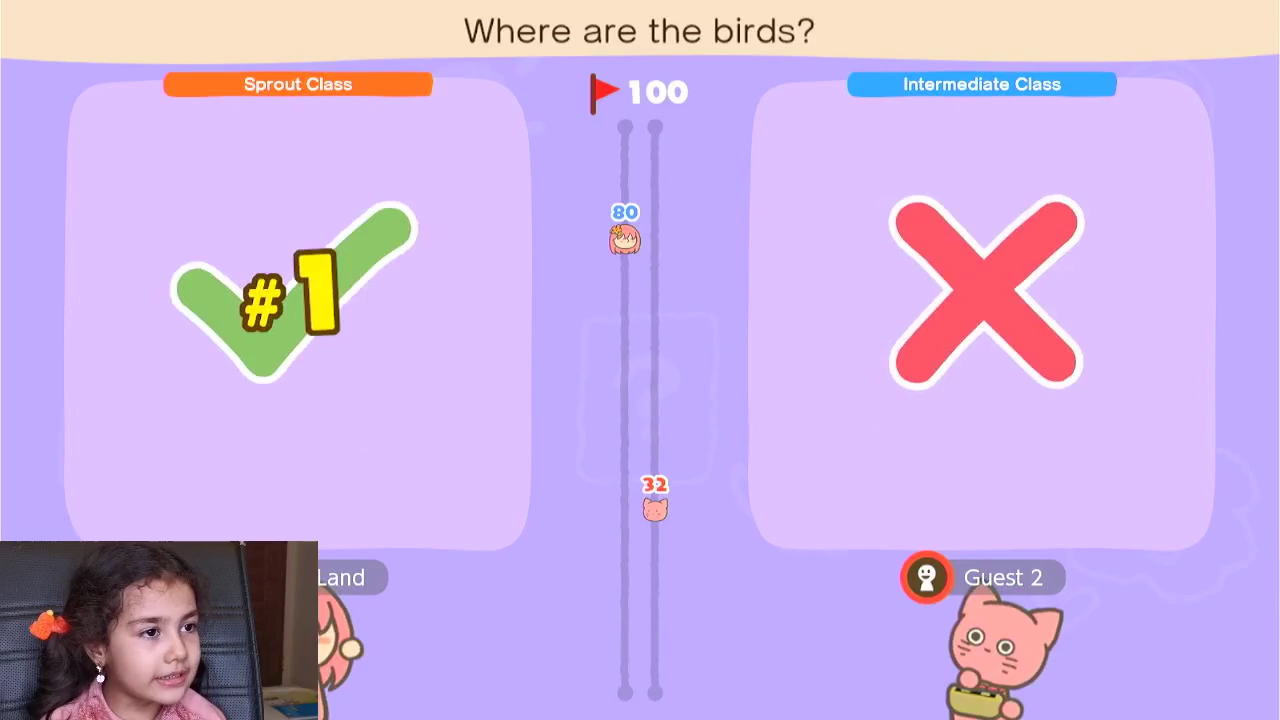 Where are the birds?
Sprout Class
100
Intermediate Class
80
#1
32
Land
Guest 2